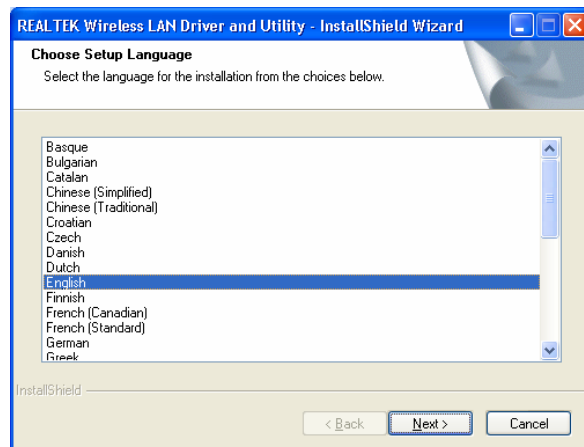 REALTEK Wireless LAN Driver and Utility - InstallShield Wizard
Choose Setup Language
Select the language for the installation from the choices below.
Basque
Bulgarian
Catalan
Chinese (Simplified)
Chinese (Traditional)
Croatian
Czech
Danish
Dutch
English
Finnish
French (Canadian)
French (Standard)
German
Greek
InstallShield
< Back
Next >
Cancel